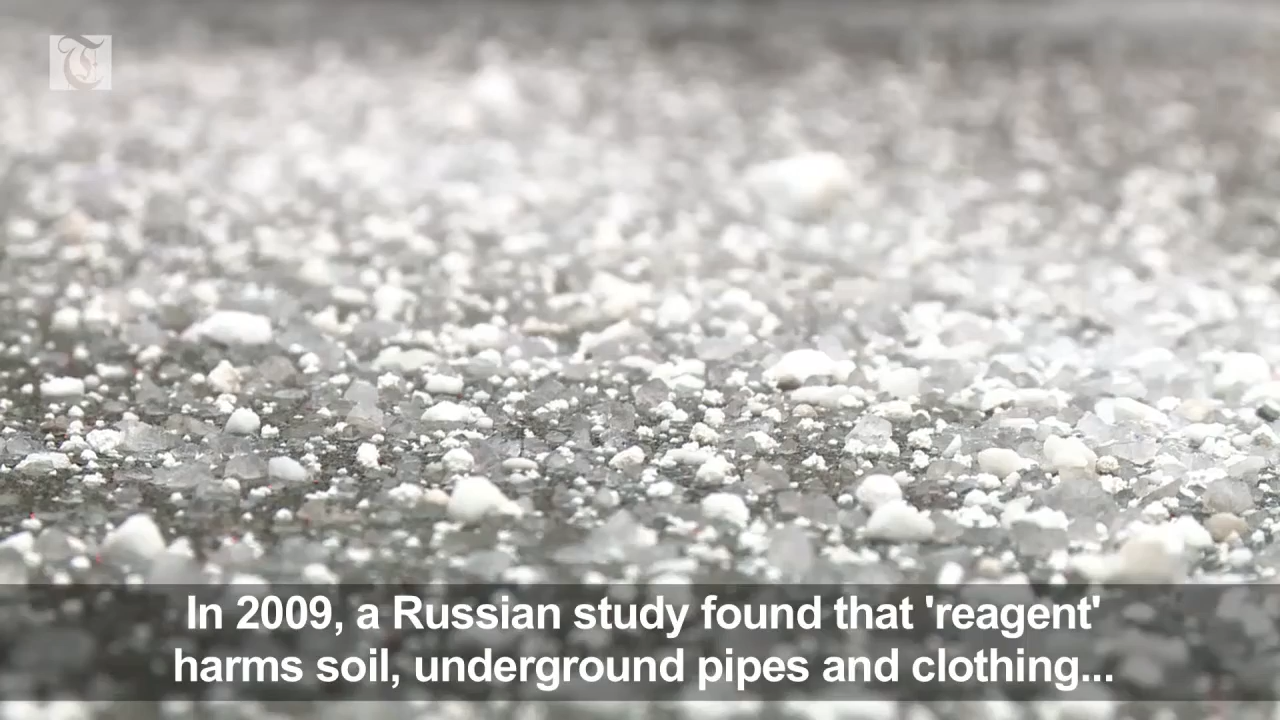 T
In 2009, a Russian study found that 'reagent'
harms soil, underground pipes and clothing...